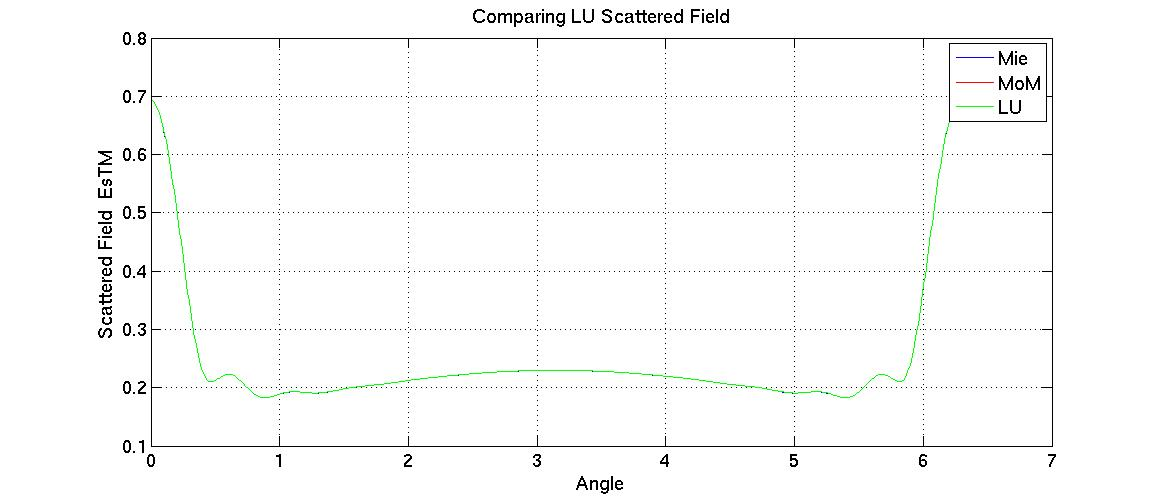 Comparing LU Scattered Field
0.8
0.7
0.6
0.5
0.4
0.3
0.2
0.1
Scattered Field EsTM
0 1 2 3 4 5 6 7
Angle
Mie
MoM
LU